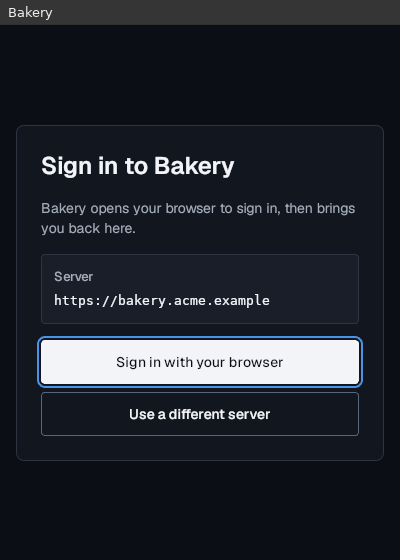 Bakery
Sign in to Bakery
Bakery opens your browser to sign in, then brings
you back here.
Server
https://bakery.acme.example
Sign in with your browser
Use a different server